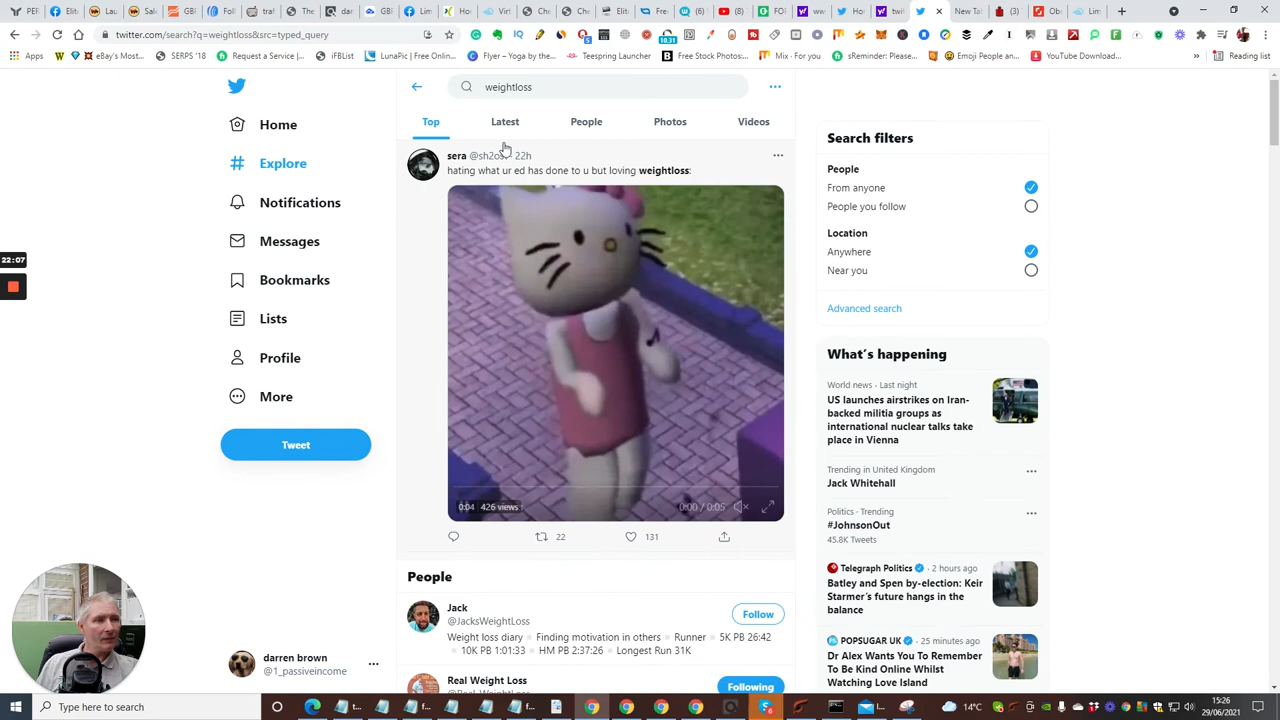 twitter.com/search?q=weightloss&src=typed_query
Apps
eBay...Most...
SERPS '18
Request a Service...
iFBList
LunaPic | Free Onlin...
Flyer – Yoga by the...
Teespring Launcher
Free Stock Photos:...
Mix · For you
sReminder: Please...
Emoji People and...
YouTube Download...
»
Reading list
weightloss
Top
Latest
People
Photos
Videos
Home
Explore
Notifications
Messages
Bookmarks
Lists
Profile
More
Tweet
22:07
sera · 22h
hating what ur ed has done to u but loving weightloss:
0:04 426 views
0:00 / 0:05
22
131
People
Jack
@JacksWeightLoss
Follow
Weight loss diary Finding motivation in others Runner 5K PB 26:42
10K PB 1:01:33 HM PB 2:37:26 Longest Run 31K
Real Weight Loss
Following
Search filters
People
From anyone
People you follow
Location
Anywhere
Near you
Advanced search
What's happening
World news · Last night
US launches airstrikes on Iran-
backed militia groups as
international nuclear talks take
place in Vienna
Trending in United Kingdom
Jack Whitehall
Politics · Trending
#JohnsonOut
45.8K Tweets
Telegraph Politics · 2 hours ago
Batley and Spen by-election: Keir
Starmer's future hangs in the
balance
POPSUGAR UK · 25 minutes ago
Dr Alex Wants You To Remember
To Be Kind Online Whilst
Watching Love Island
darren brown
@1_passiveincome
Type here to search
14°C
15:26
29/06/2021